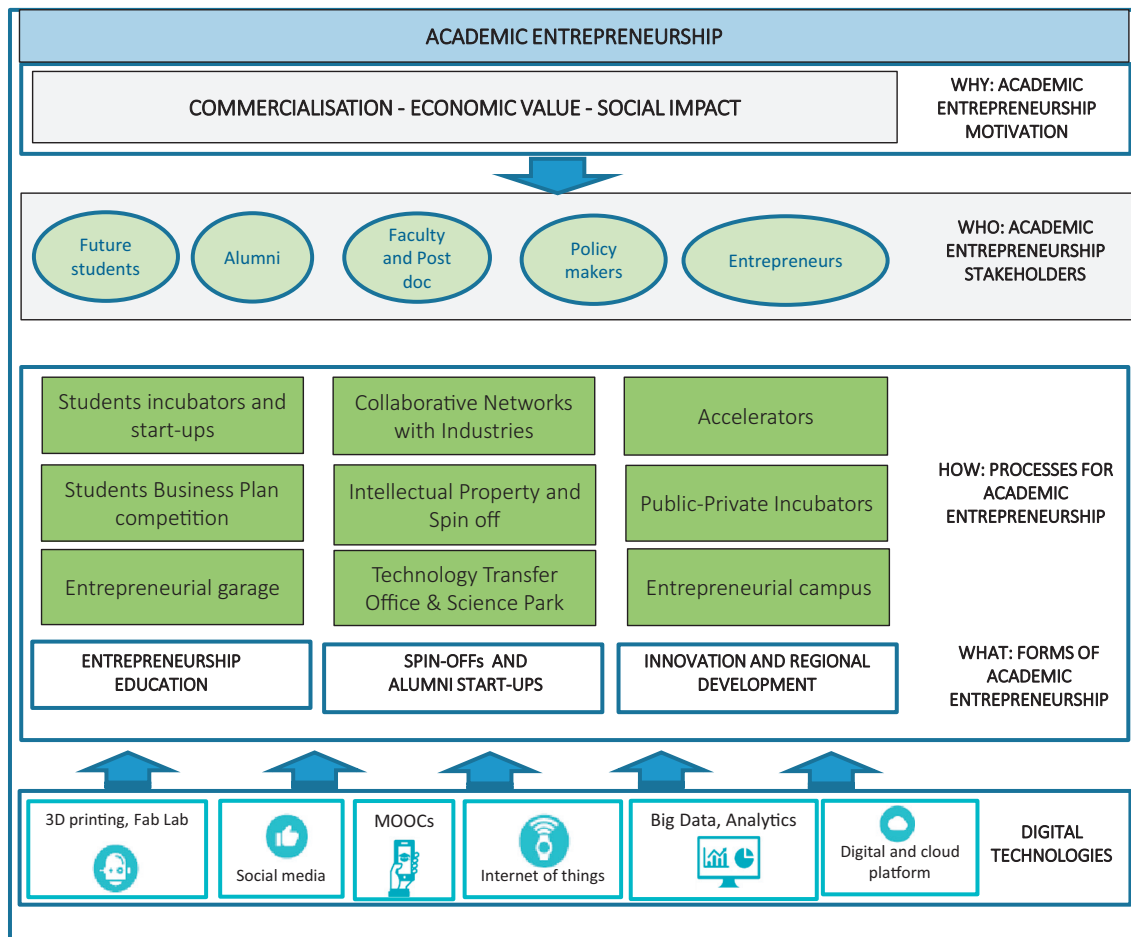 ACADEMIC ENTREPRENEURSHIP
COMMERCIALISATION - ECONOMIC VALUE - SOCIAL IMPACT
WHY: ACADEMIC
ENTREPRENEURSHIP
MOTIVATION
Future
students
Alumni
Faculty
and Post
doc
Policy
makers
Entrepreneurs
WHO: ACADEMIC
ENTREPRENEURSHIP
STAKEHOLDERS
Students incubators and
start-ups
Collaborative Networks
with Industries
Accelerators
Students Business Plan
competition
Intellectual Property and
Spin off
Public-Private Incubators
Entrepreneurial garage
Technology Transfer
Office & Science Park
Entrepreneurial campus
HOW: PROCESSES FOR
ACADEMIC
ENTREPRENEURSHIP
ENTREPRENEURSHIP
EDUCATION
SPIN-OFFs AND
ALUMNI START-UPS
INNOVATION AND REGIONAL
DEVELOPMENT
WHAT: FORMS OF
ACADEMIC
ENTREPRENEURSHIP
3D printing, Fab Lab
Social media
MOOCs
Internet of things
Big Data, Analytics
Digital and cloud
platform
DIGITAL
TECHNOLOGIES